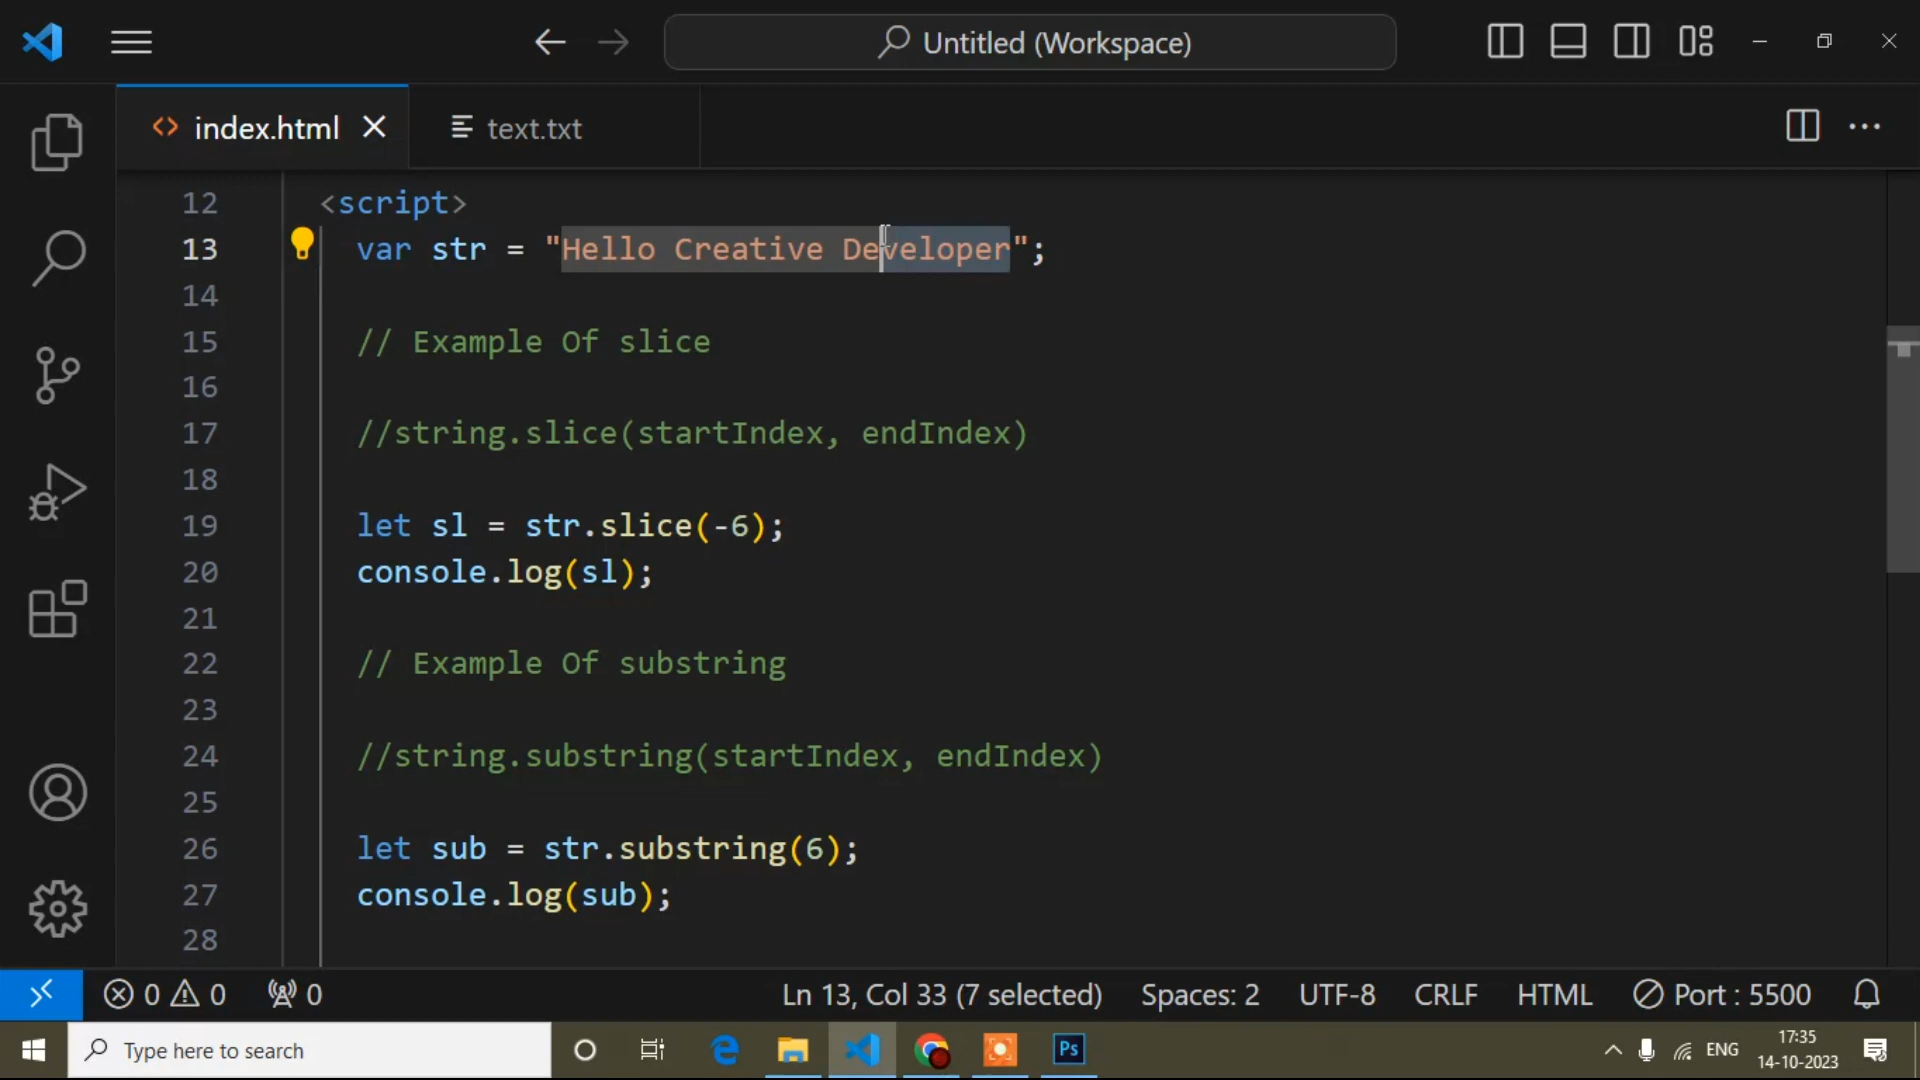 Untitled (Workspace)
index.html
text.txt
12 <script>
13 var str = "Hello Creative Developer";
14
15 // Example Of slice
16
17 //string.slice(startIndex, endIndex)
18
19 let sl = str.slice(-6);
20 console.log(sl);
21
22 // Example Of substring
23
24 //string.substring(startIndex, endIndex)
25
26 let sub = str.substring(6);
27 console.log(sub);
28
0 0 0 Ln 13, Col 33 (7 selected) Spaces: 2 UTF-8 CRLF HTML Port : 5500
Type here to search
Ps
ENG
17:35
14-10-2023